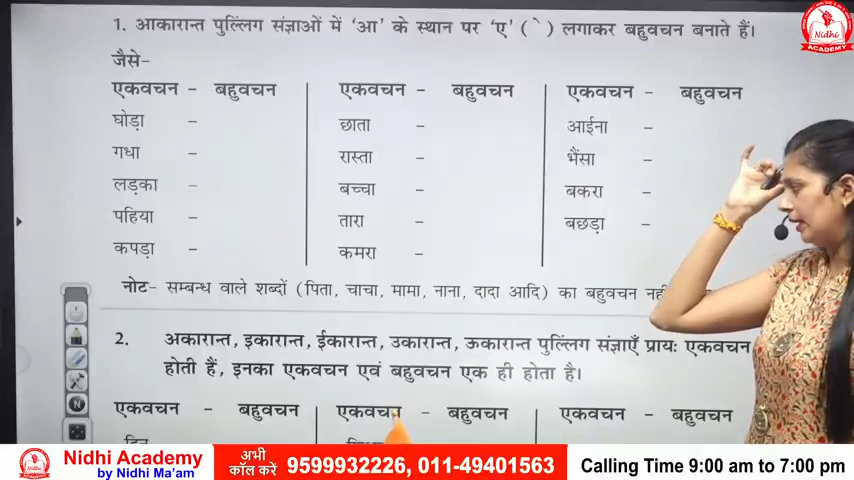 1. आकारान्त पुल्लिंग संज्ञाओं में ‘आ’ के स्थान पर ‘ए’ (े) लगाकर बहुवचन बनाते हैं।
Nidhi
ACADEMY
जैसे–
एकवचन – बहुवचन एकवचन – बहुवचन एकवचन – बहुवचन
घोड़ा – छाता – आईना –
गधा – रास्ता – भैंसा –
लड़का – बच्चा – बकरा –
पहिया – तारा – बछड़ा –
कपड़ा – कमरा –
नोट– सम्बन्ध वाले शब्दों (पिता, चाचा, मामा, नाना, दादा आदि) का बहुवचन नहीं
2. अकारान्त, इकारान्त, ईकारान्त, उकारान्त, ऊकारान्त पुल्लिंग संज्ञाएँ प्रायः एकवचन
होती हैं, इनका एकवचन एवं बहुवचन एक ही होता है।
एकवचन – बहुवचन एकवचन – बहुवचन एकवचन – बहुवचन
Nidhi Academy
by Nidhi Ma'am
अभी
कॉल करें
9599932226, 011-49401563
Calling Time 9:00 am to 7:00 pm